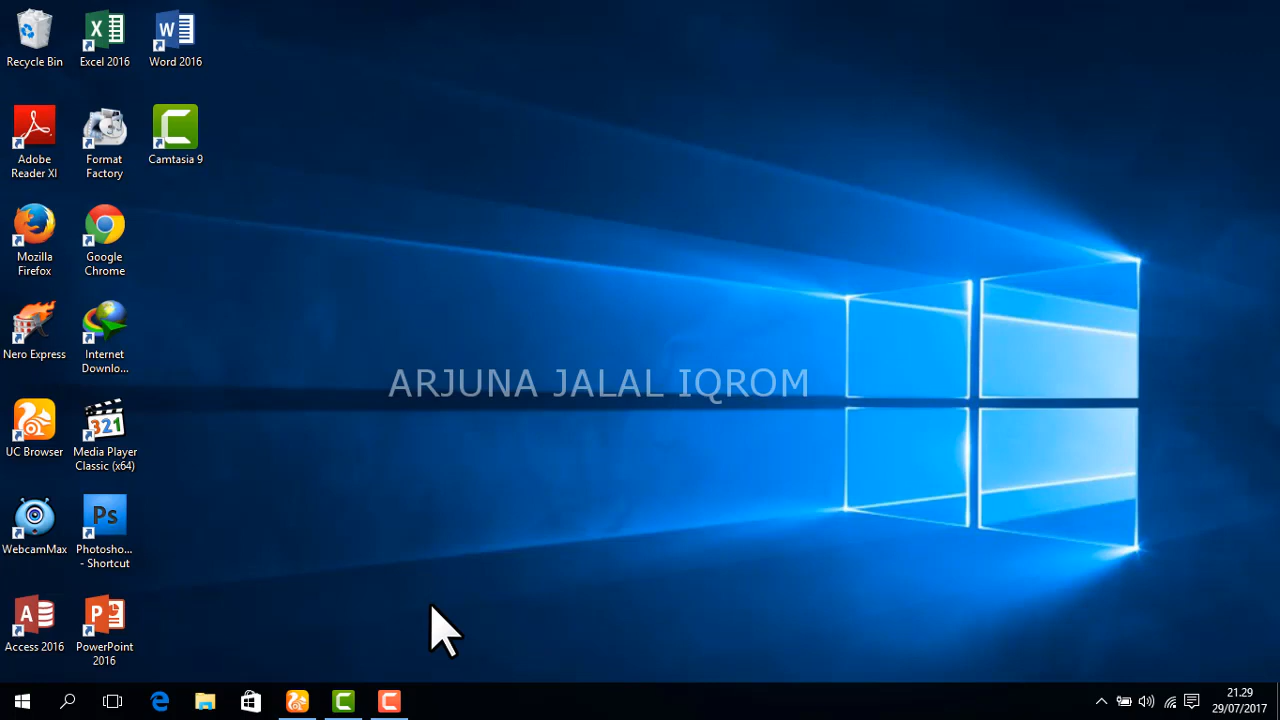 Recycle Bin
Excel 2016
Word 2016
Adobe
Reader XI
Format
Factory
Camtasia 9
Mozilla
Firefox
Google
Chrome
Nero Express
Internet
Downlo...
UC Browser
321
Media Player
Classic (x64)
WebcamMax
Ps
Photosho...
- Shortcut
Access 2016
PowerPoint
2016
ARJUNA JALAL IQROM
21.29
29/07/2017